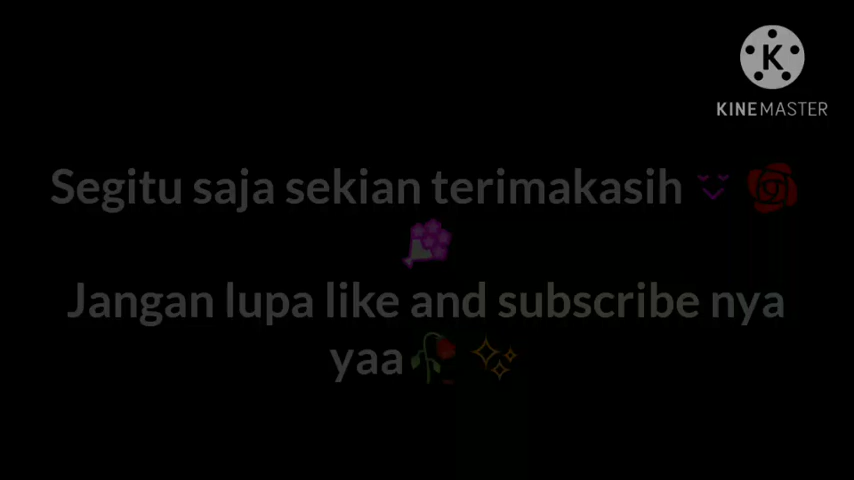 K
KINEMASTER
Segitu saja sekian terimakasih
Jangan lupa like and subscribe nya
yaa